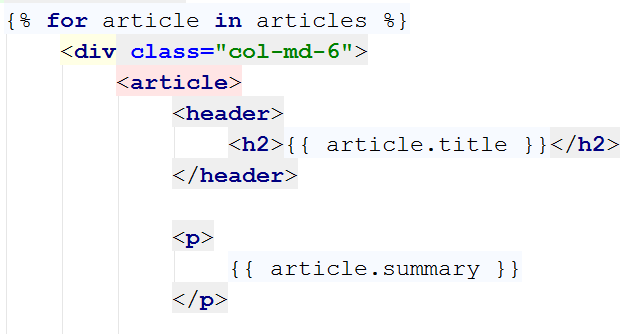 {% for article in articles %}
<div class="col-md-6">
<article>
<header>
<h2>{{ article.title }}</h2>
</header>
<p>
{{ article.summary }}
</p>